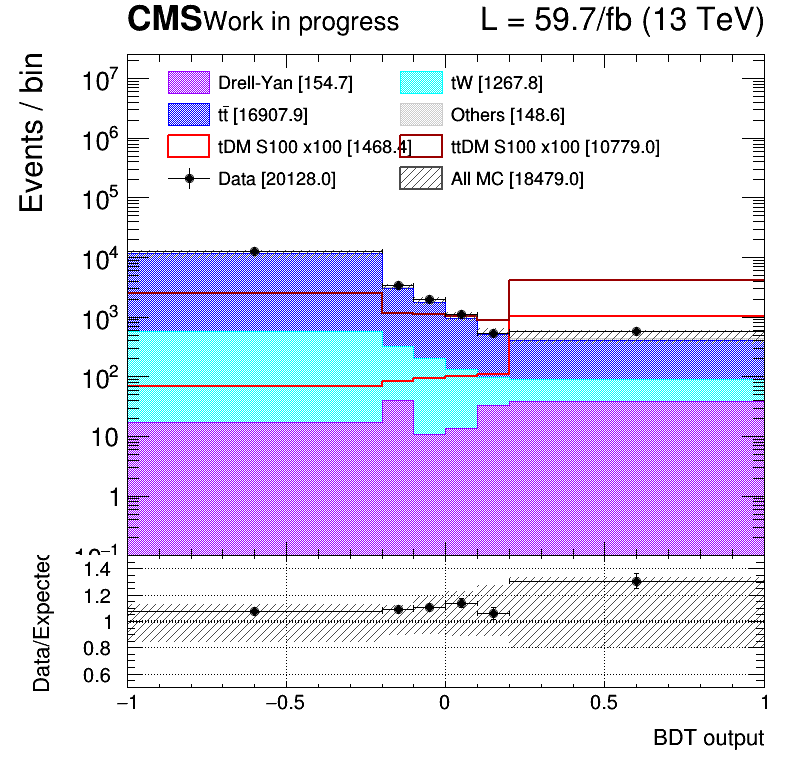 CMS Work in progress L = 59.7/fb (13 TeV)
Events / bin
10⁷
10⁶
10⁵
10⁴
10³
10²
10
1
10⁻¹
Drell-Yan [154.7] tW [1267.8]
tt̄ [16907.9] Others [148.6]
tDM S100 x100 [1468.4] ttDM S100 x100 [10779.0]
Data [20128.0] All MC [18479.0]
Data/Expected
1.4
1.2
1
0.8
0.6
−1 −0.5 0 0.5 1
BDT output